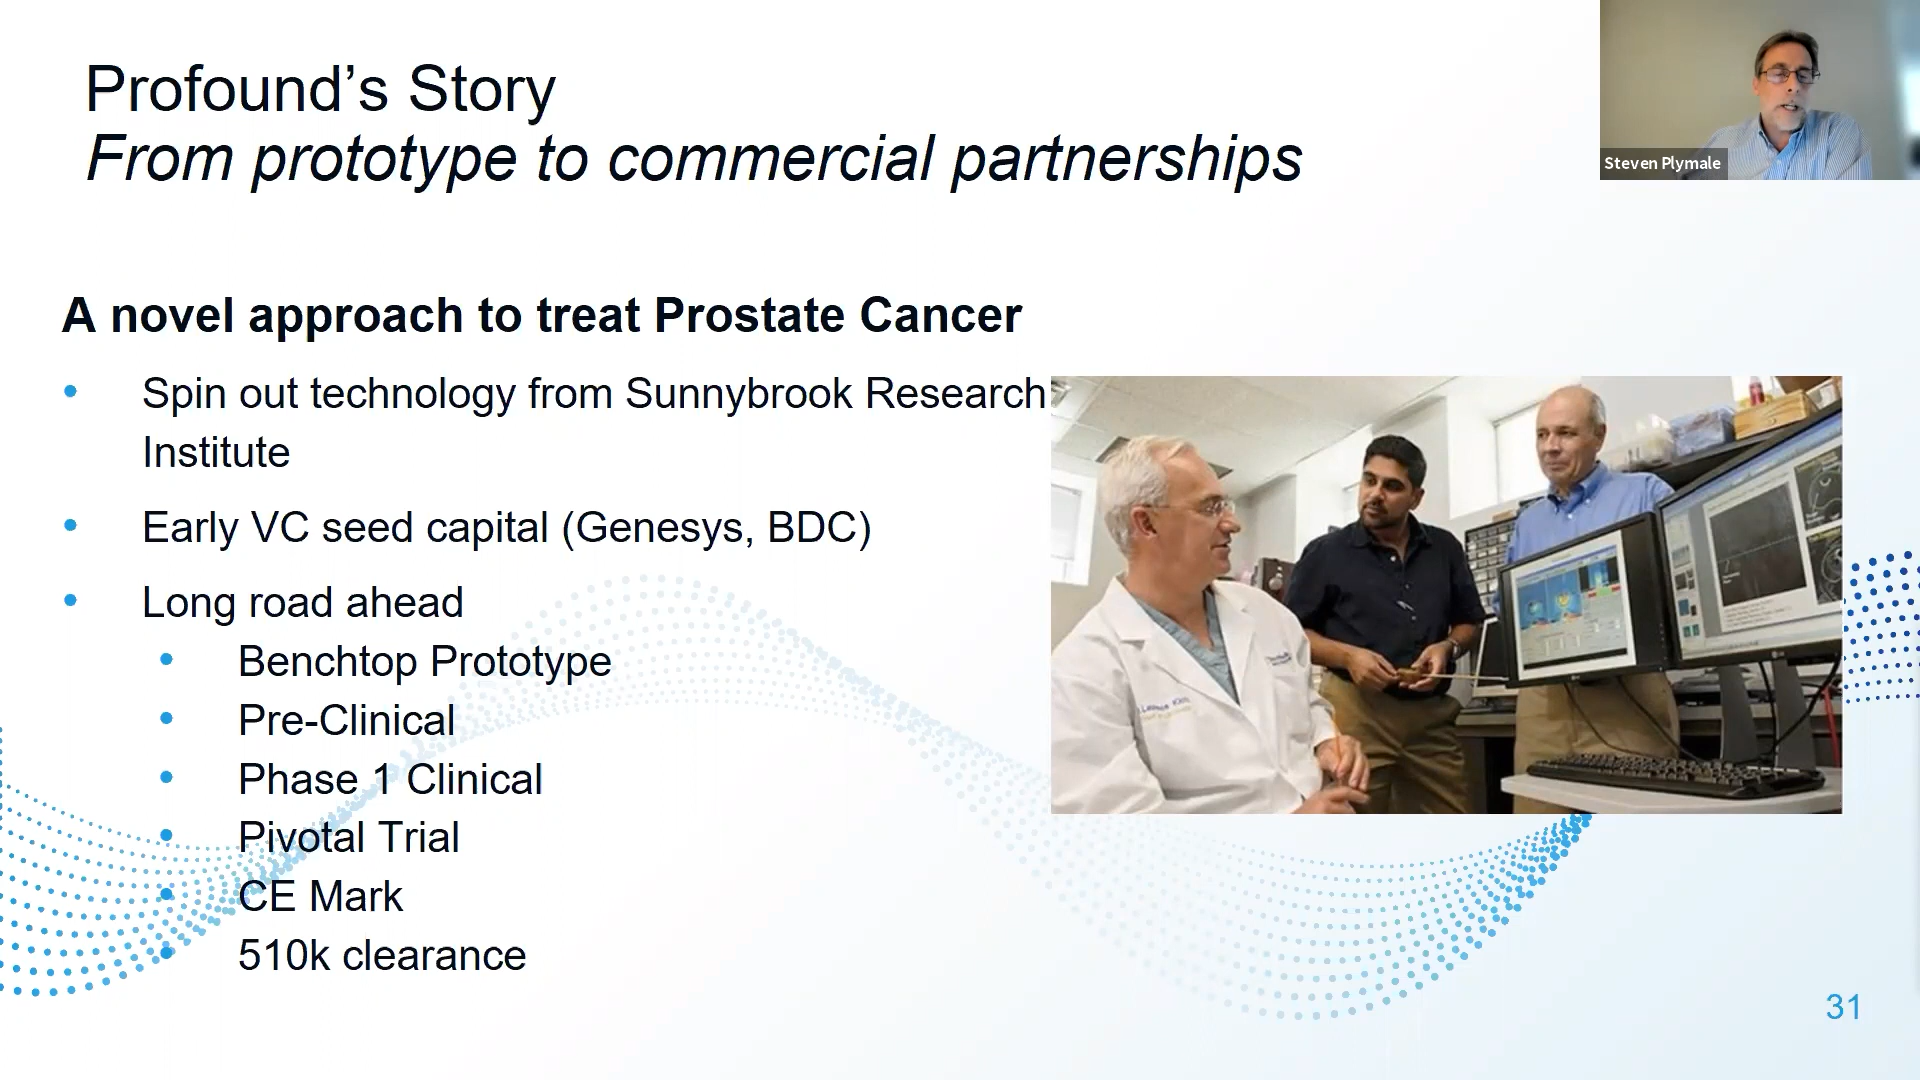 Profound’s Story
From prototype to commercial partnerships
Steven Plymale
A novel approach to treat Prostate Cancer
• Spin out technology from Sunnybrook Research
Institute
• Early VC seed capital (Genesys, BDC)
• Long road ahead
• Benchtop Prototype
• Pre-Clinical
• Phase 1 Clinical
• Pivotal Trial
• CE Mark
• 510k clearance
31